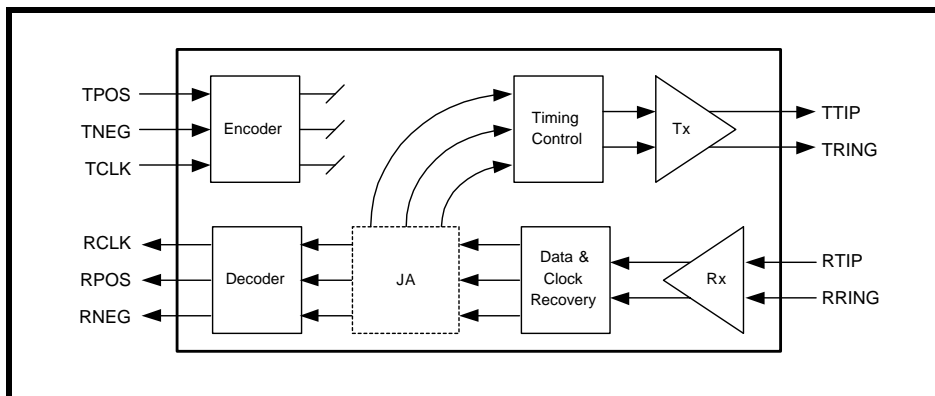 TPOS
TNEG
TCLK
Encoder
Timing
Control
Tx
TTIP
TRING
RCLK
RPOS
RNEG
Decoder
JA
Data &
Clock
Recovery
Rx
RTIP
RRING